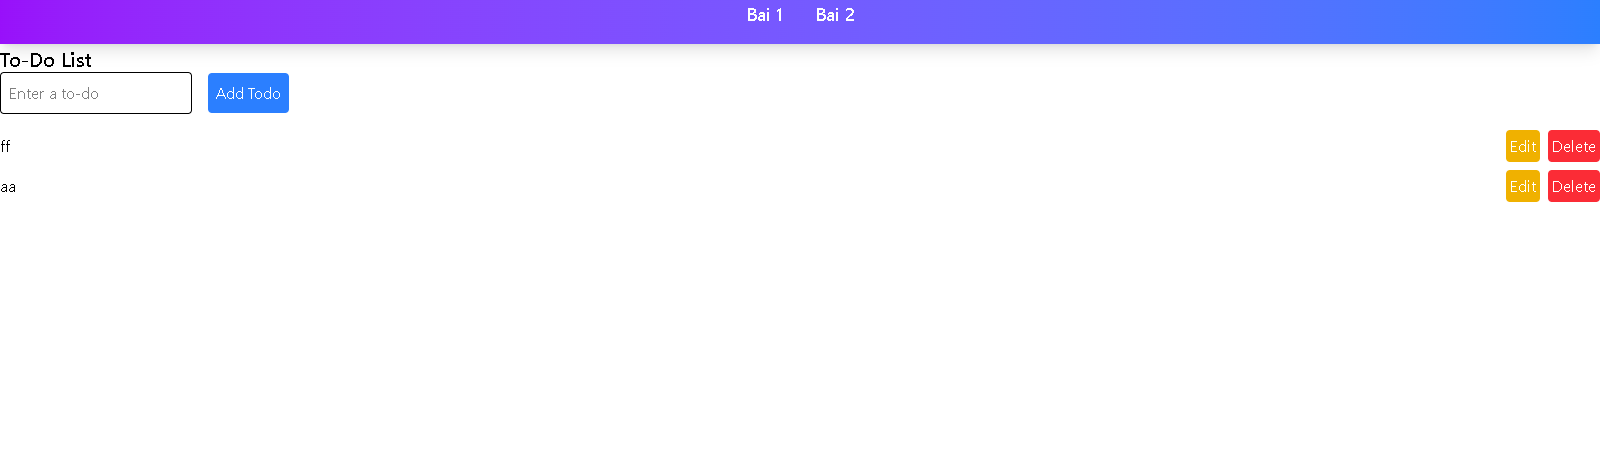 Bai 1 Bai 2
To-Do List
Enter a to-do Add Todo
ff Edit Delete
aa Edit Delete